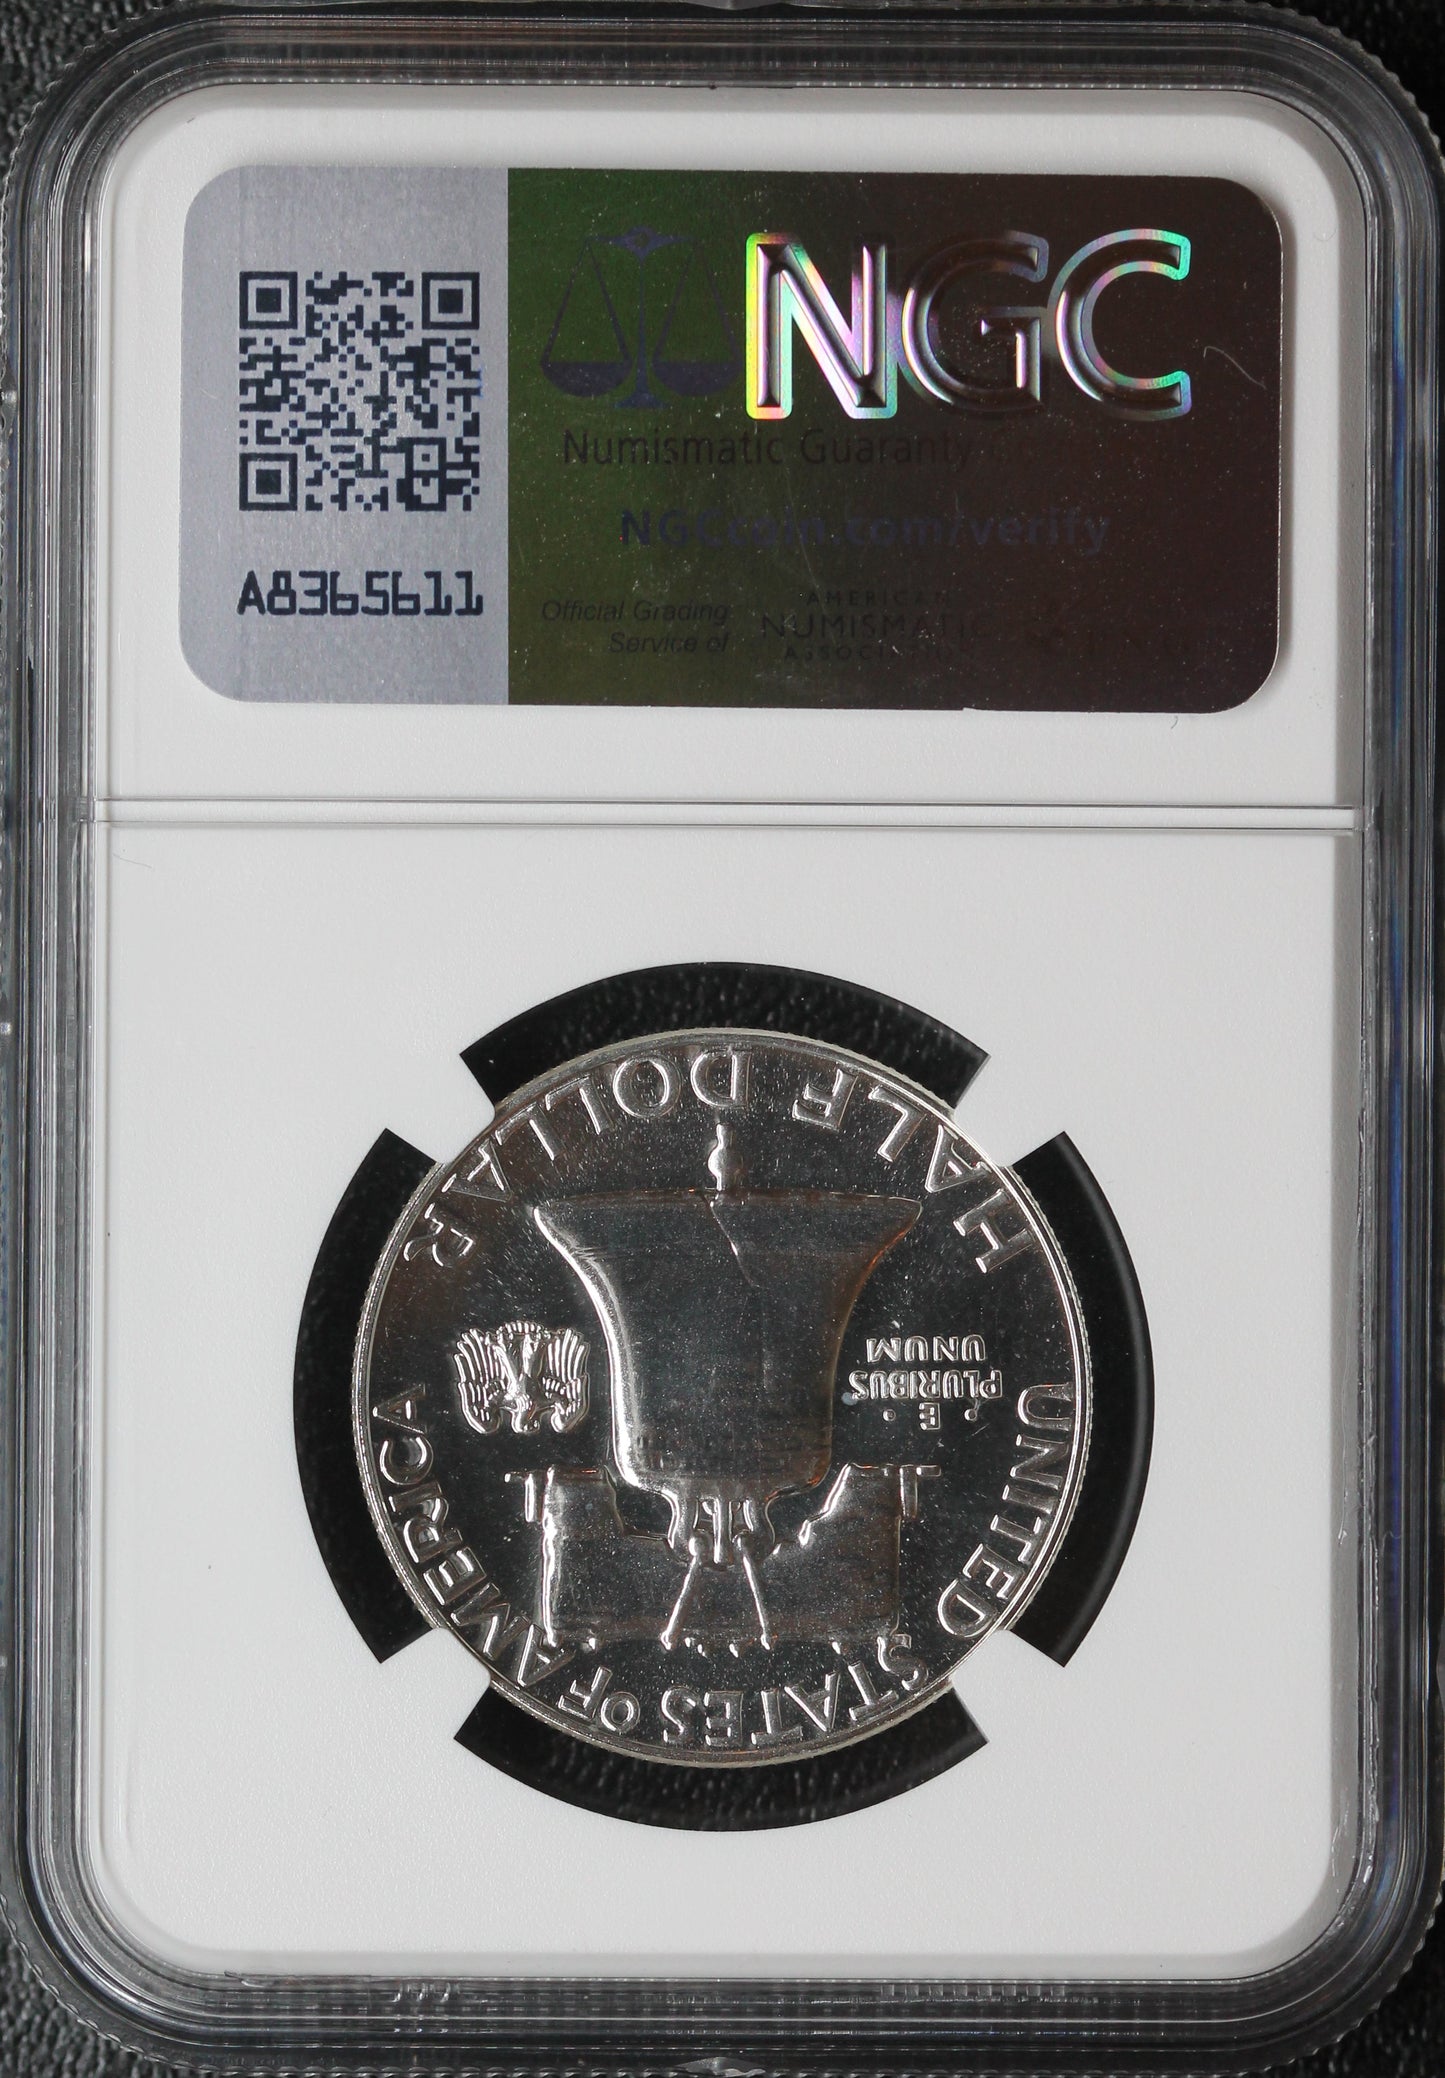 NGC
Numismatic Guaranty
NGCcoin.com/verify
A8365611
Official Grading
Service of
AMERICAN
NUMISMATIC
ASSOCIATION
UNITED STATES OF AMERICA
E
PLURIBUS
UNUM
HALF DOLLAR